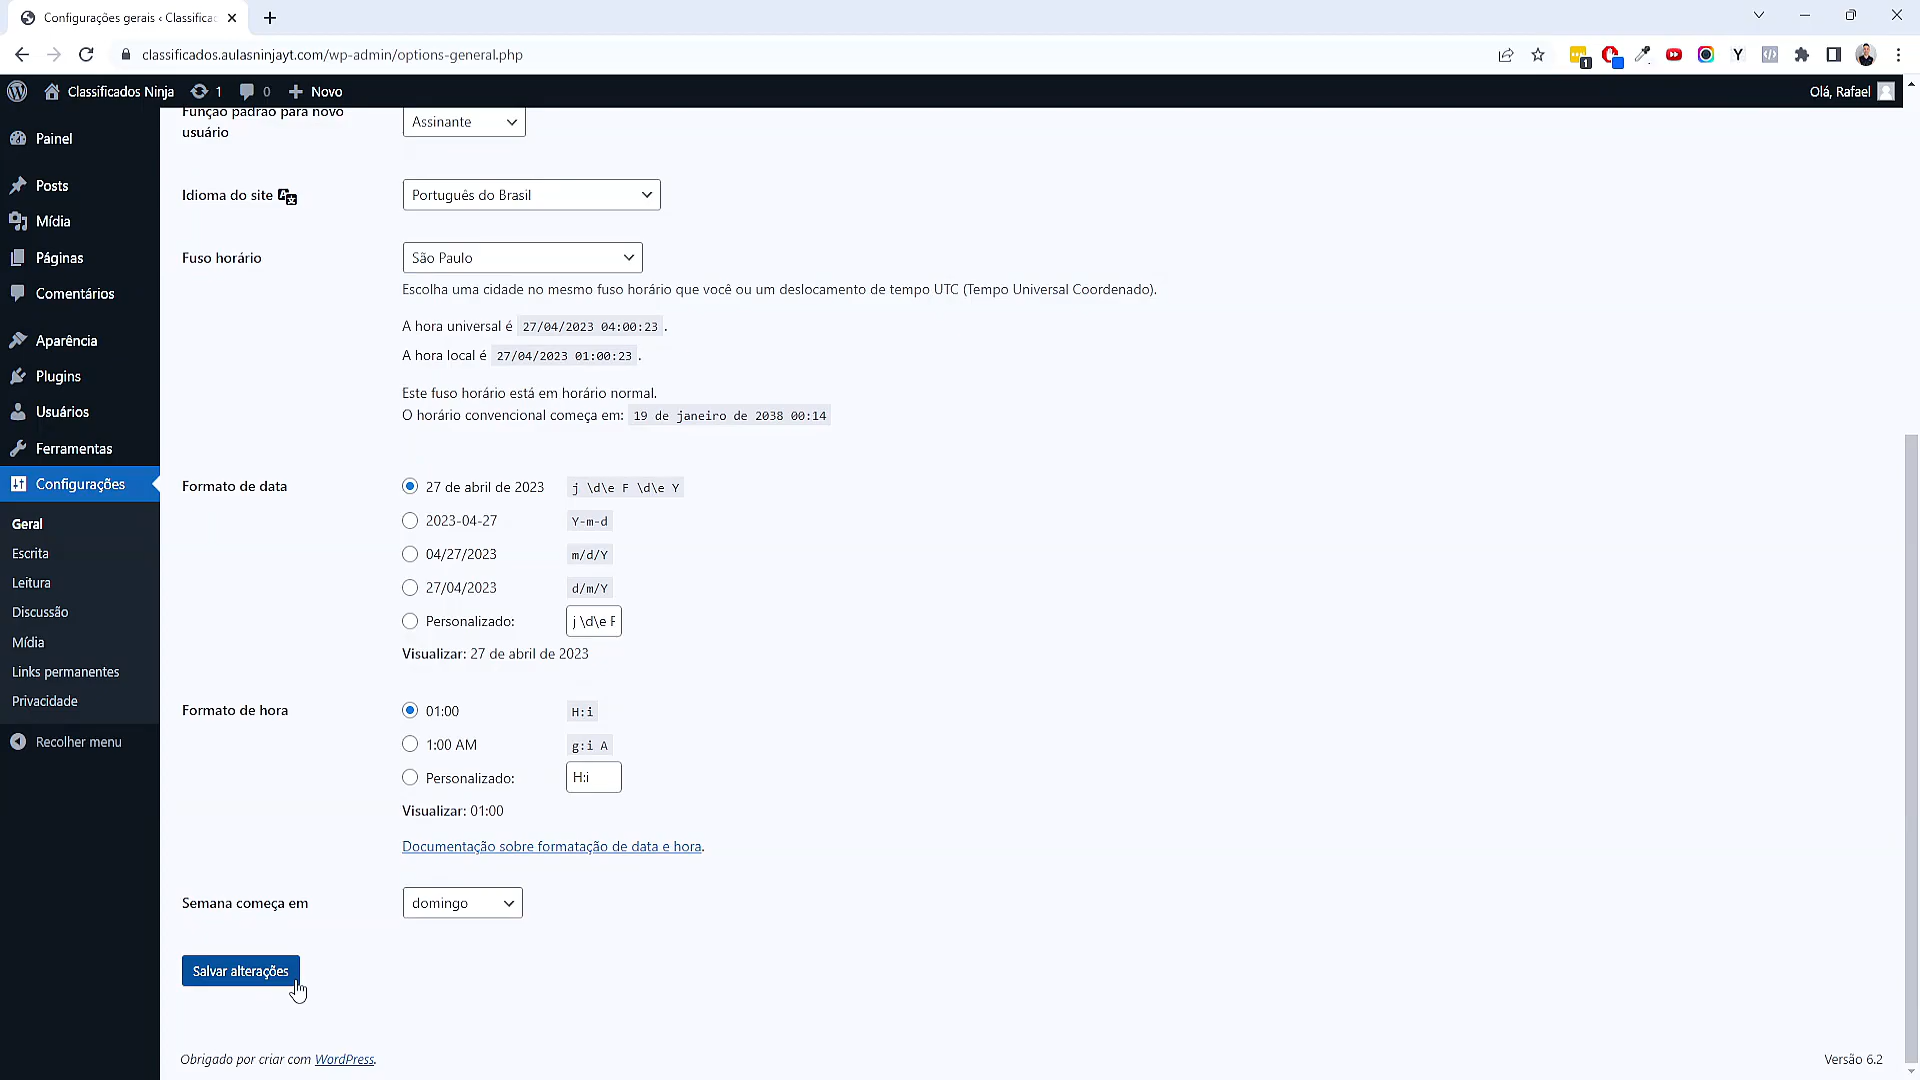 Configurações gerais ‹ Classificad
classificados.aulasninjayt.com/wp-admin/options-general.php
1
Y
Classificados Ninja
1
0
Novo
Olá, Rafael
Painel
Posts
Mídia
Páginas
Comentários
Aparência
Plugins
Usuários
Ferramentas
Configurações
Geral
Escrita
Leitura
Discussão
Mídia
Links permanentes
Privacidade
Recolher menu
Função padrão para novo
usuário
Assinante
Idioma do site
Português do Brasil
Fuso horário
São Paulo
Escolha uma cidade no mesmo fuso horário que você ou um deslocamento de tempo UTC (Tempo Universal Coordenado).
A hora universal é 27/04/2023 04:00:23 .
A hora local é 27/04/2023 01:00:23 .
Este fuso horário está em horário normal.
O horário convencional começa em: 19 de janeiro de 2038 00:14
Formato de data
27 de abril de 2023 j \d\e F \d\e Y
2023-04-27 Y-m-d
04/27/2023 m/d/Y
27/04/2023 d/m/Y
Personalizado: j \d\e F
Visualizar: 27 de abril de 2023
Formato de hora
01:00 H:i
1:00 AM g:i A
Personalizado: H:i
Visualizar: 01:00
Documentação sobre formatação de data e hora.
Semana começa em
domingo
Salvar alterações
Obrigado por criar com WordPress.
Versão 6.2